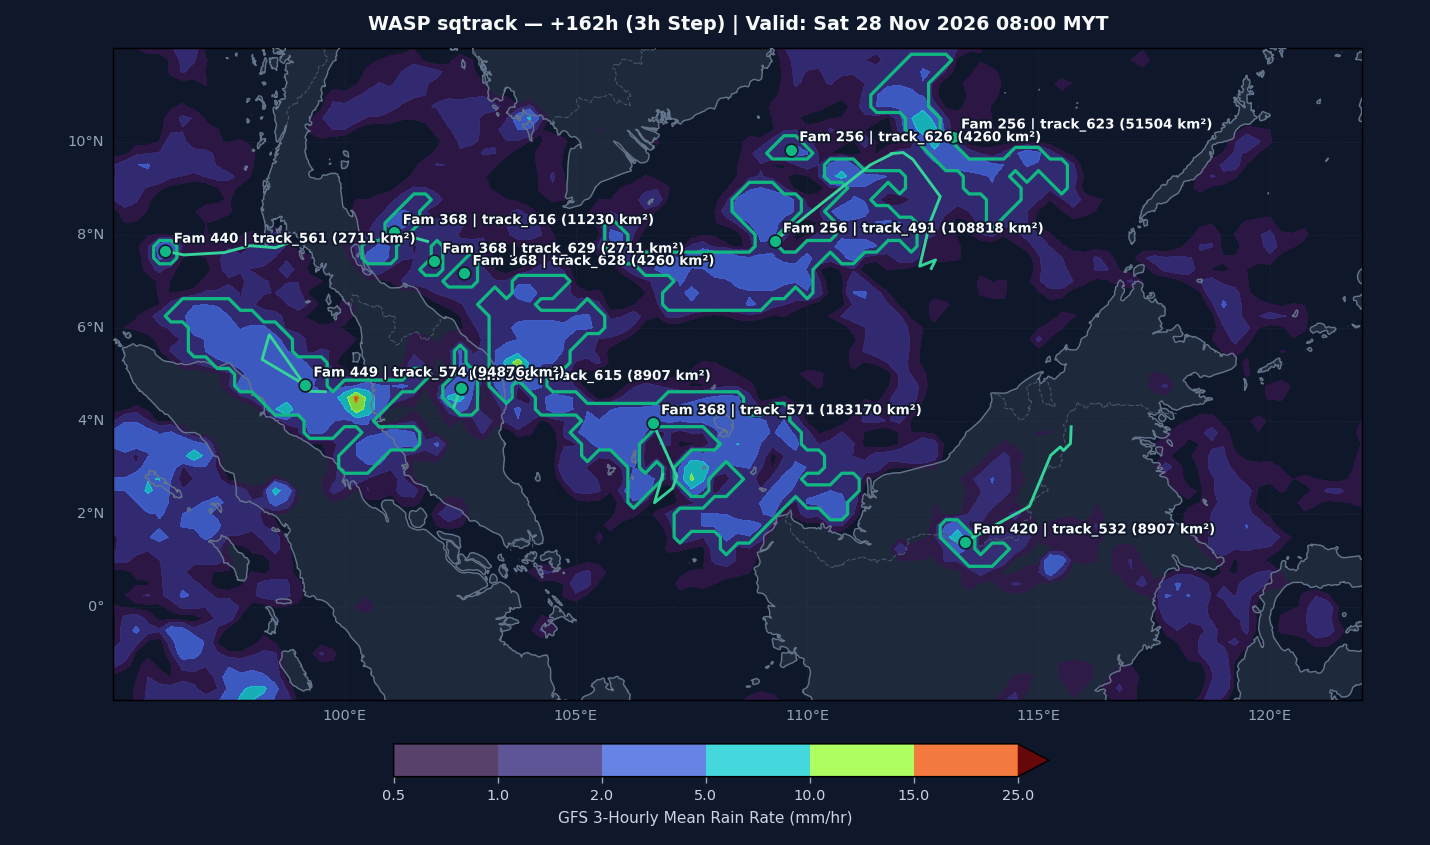 WASP sqtrack — +162h (3h Step) | Valid: Sat 28 Nov 2026 08:00 MYT
Fam 256 | track_623 (51504 km²)
Fam 256 | track_626 (4260 km²)
Fam 368 | track_616 (11230 km²)
Fam 256 | track_491 (108818 km²)
Fam 440 | track_561 (2711 km²)
Fam 368 | track_629 (2711 km²)
Fam 368 | track_628 (4260 km²)
Fam 449 | track_574 (94876 km²)
track_615 (8907 km²)
Fam 368 | track_571 (183170 km²)
Fam 420 | track_532 (8907 km²)
10°N
8°N
6°N
4°N
2°N
0°
100°E 105°E 110°E 115°E 120°E
0.5 1.0 2.0 5.0 10.0 15.0 25.0
GFS 3-Hourly Mean Rain Rate (mm/hr)